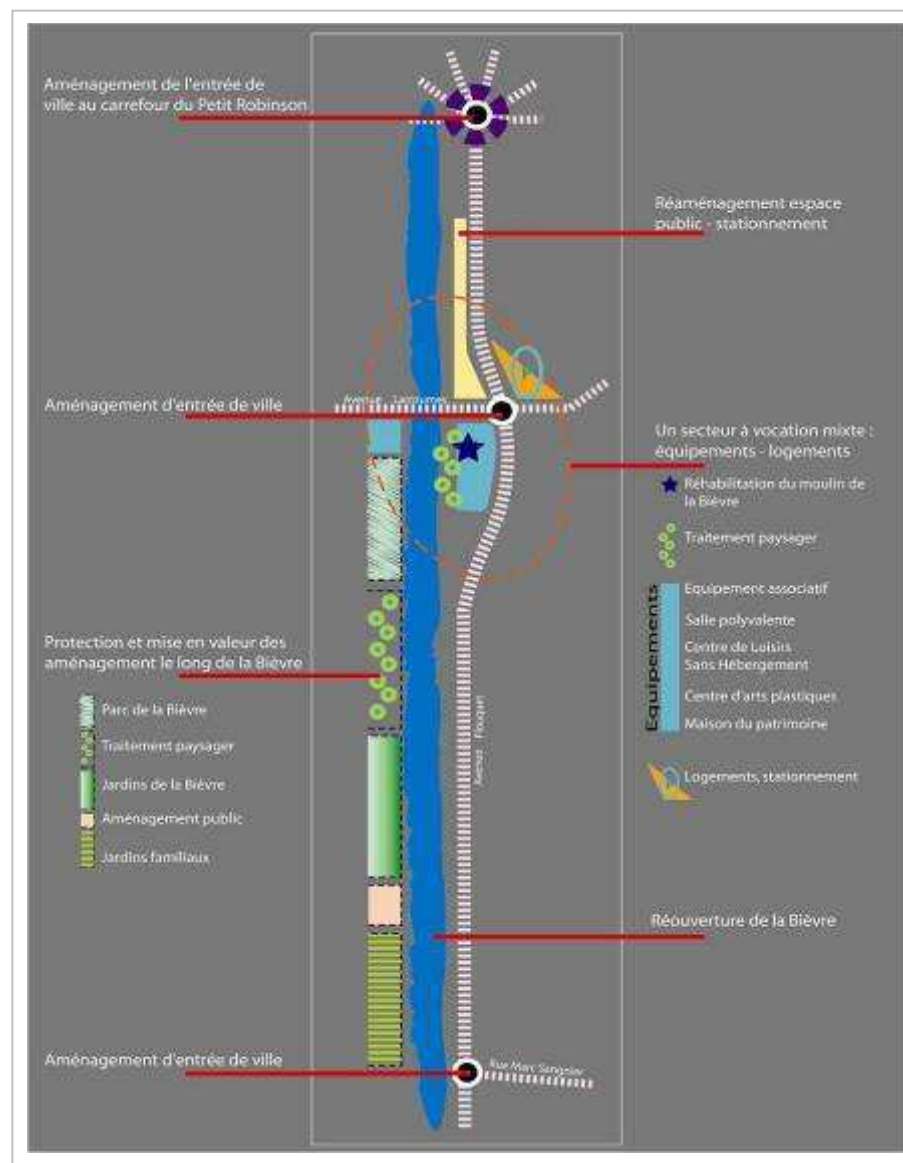 Aménagement de l'entrée de
ville au carrefour du Petit Robinson
Réaménagement espace
public - stationnement
Aménagement d'entrée de ville
Avenue
Un secteur à vocation mixte :
équipements - logements
Réhabilitation du moulin de
la Bièvre
Traitement paysager
Equipements
Equipement associatif
Salle polyvalente
Centre de Loisirs
Sans Hébergement
Centre d'arts plastiques
Maison du patrimoine
Logements, stationnement
Protection et mise en valeur des
aménagement le long de la Bièvre
Parc de la Bièvre
Traitement paysager
Jardins de la Bièvre
Aménagement public
Jardins familiaux
Avenue Flouquet
Réouverture de la Bièvre
Aménagement d'entrée de ville
Rue Marc Sangnier